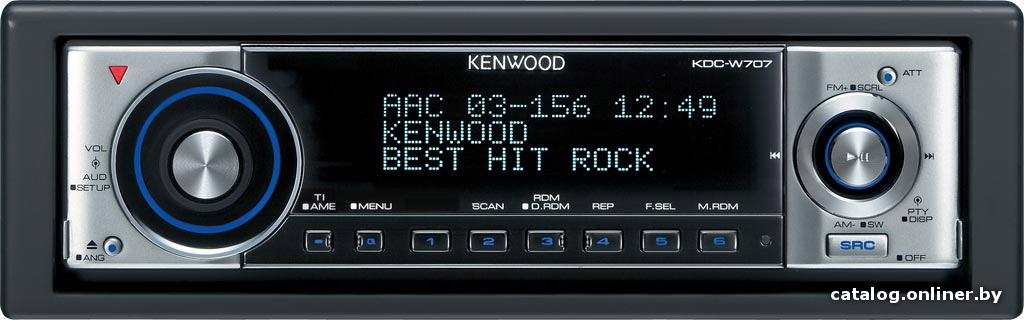 KENWOOD KDC-W707
ATT
FM+ ■SCRL
AAC 03-156 12:49
KENWOOD
BEST HIT ROCK
VOL
AUD
■SETUP
TI
■AME
■MENU
SCAN
RDM
■D.RDM
REP
F.SEL
M.RDM
PTY
■DISP
AM- ■SW
SRC
■OFF
■ANG
1 2 3 4 5 6
catalog.onliner.by